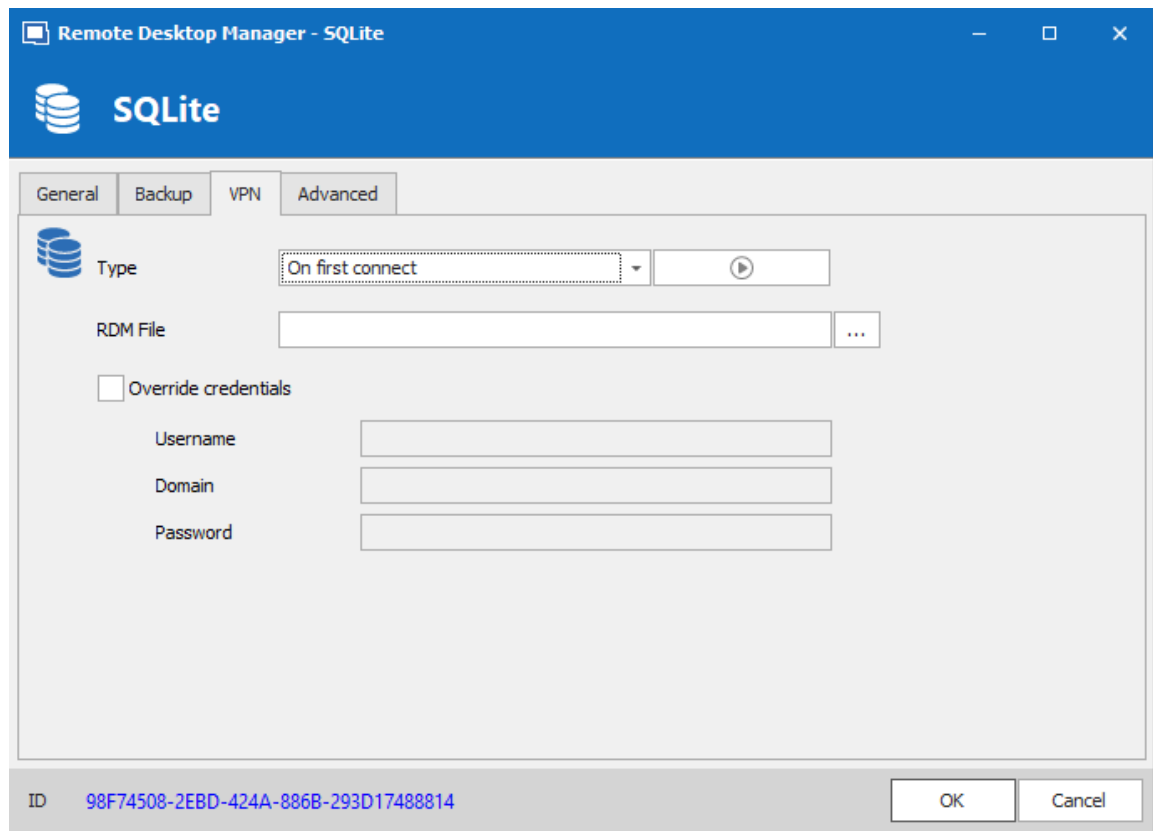 Remote Desktop Manager - SQLite
SQLite
General Backup VPN Advanced
Type On first connect
RDM File ...
Override credentials
Username
Domain
Password
ID 98F74508-2EBD-424A-886B-293D17488814 OK Cancel